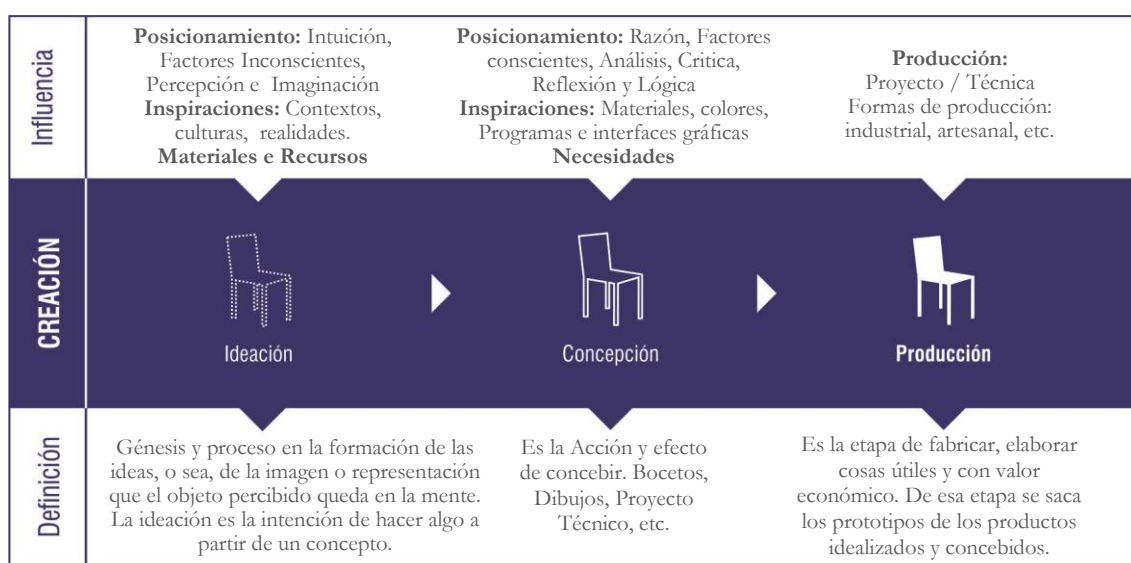 Influencia
Posicionamiento: Intuición,
Factores Inconscientes,
Percepción e Imaginación
Inspiraciones: Contextos,
culturas, realidades.
Materiales e Recursos
Posicionamiento: Razón, Factores
conscientes, Análisis, Critica,
Reflexión y Lógica
Inspiraciones: Materiales, colores,
Programas e interfaces gráficas
Necesidades
Producción:
Proyecto / Técnica
Formas de producción:
industrial, artesanal, etc.
CREACIÓN
Ideación
Concepción
Producción
Definición
Génesis y proceso en la formación de las
ideas, o sea, de la imagen o representación
que el objeto percibido queda en la mente.
La ideación es la intención de hacer algo a
partir de un concepto.
Es la Acción y efecto
de concebir. Bocetos,
Dibujos, Proyecto
Técnico, etc.
Es la etapa de fabricar, elaborar
cosas útiles y con valor
económico. De esa etapa se saca
los prototipos de los productos
idealizados y concebidos.